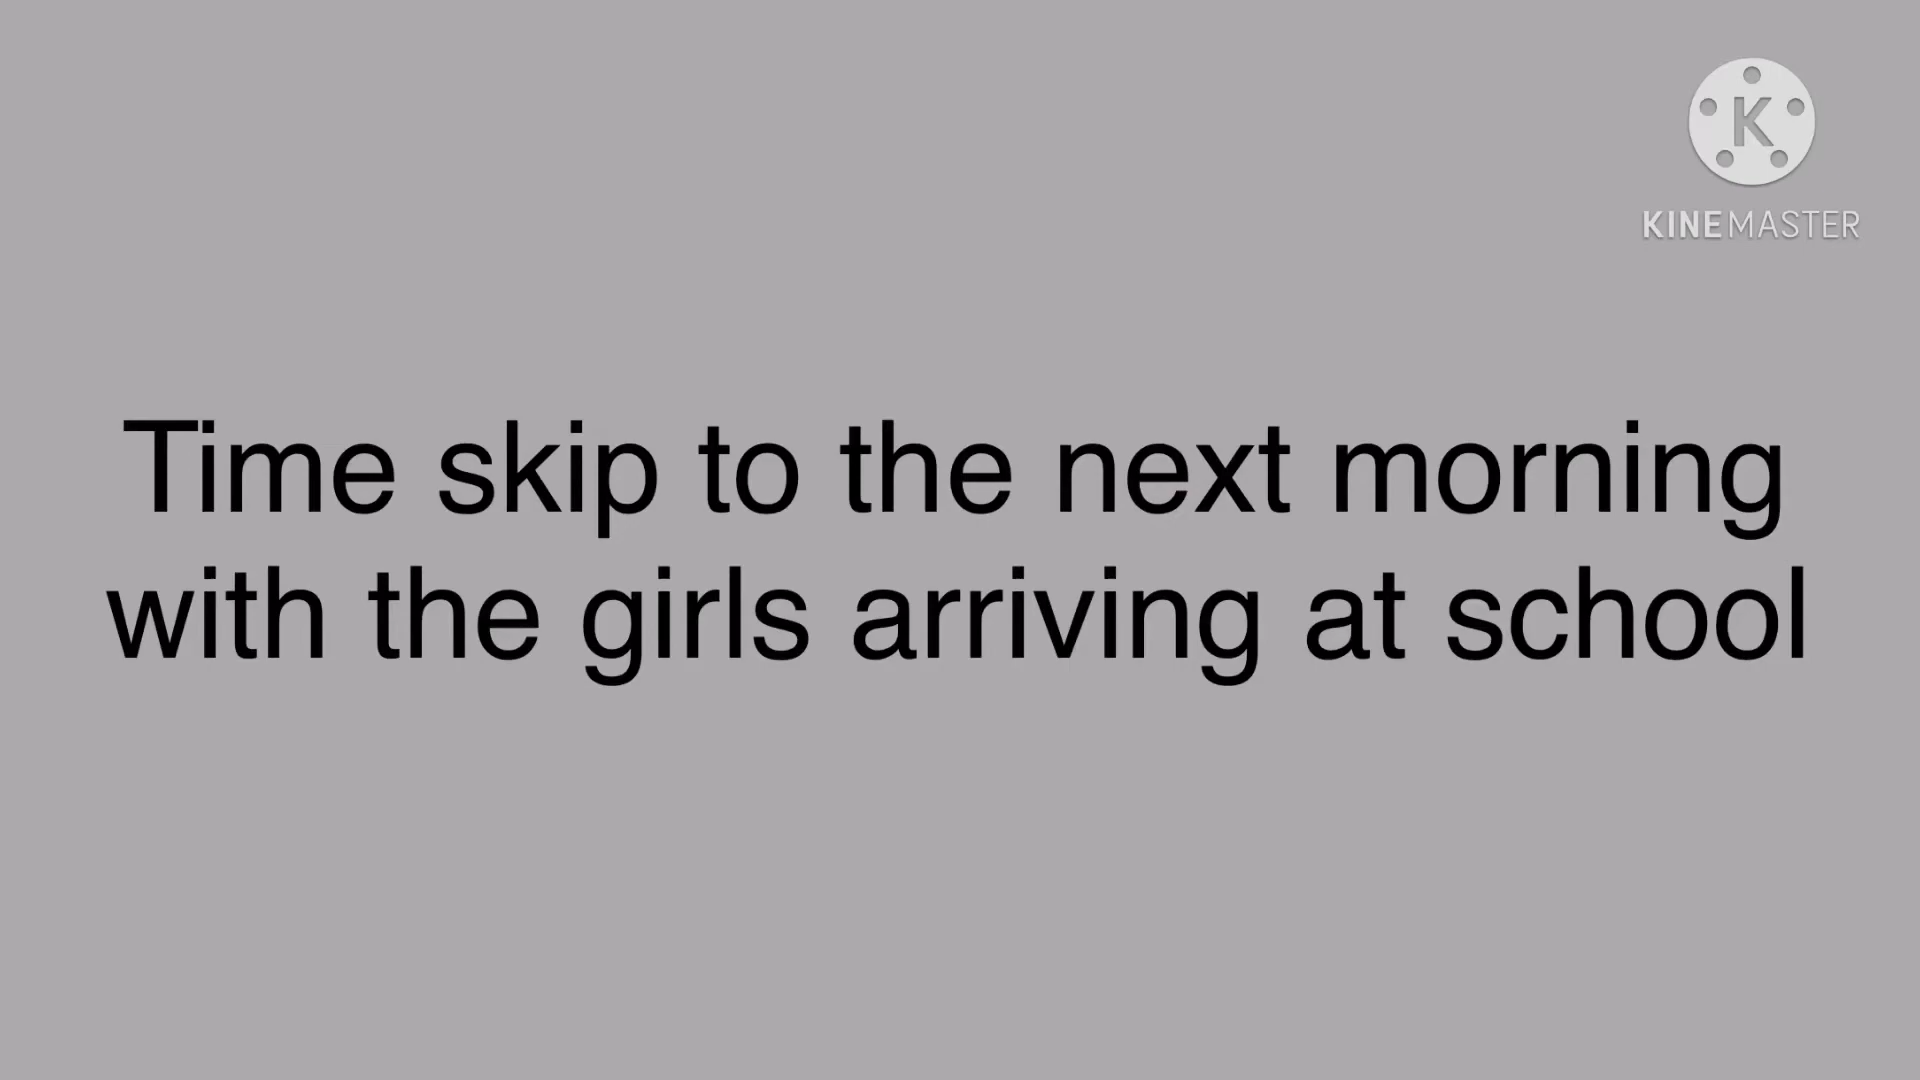 K
KINEMASTER
Time skip to the next morning
with the girls arriving at school